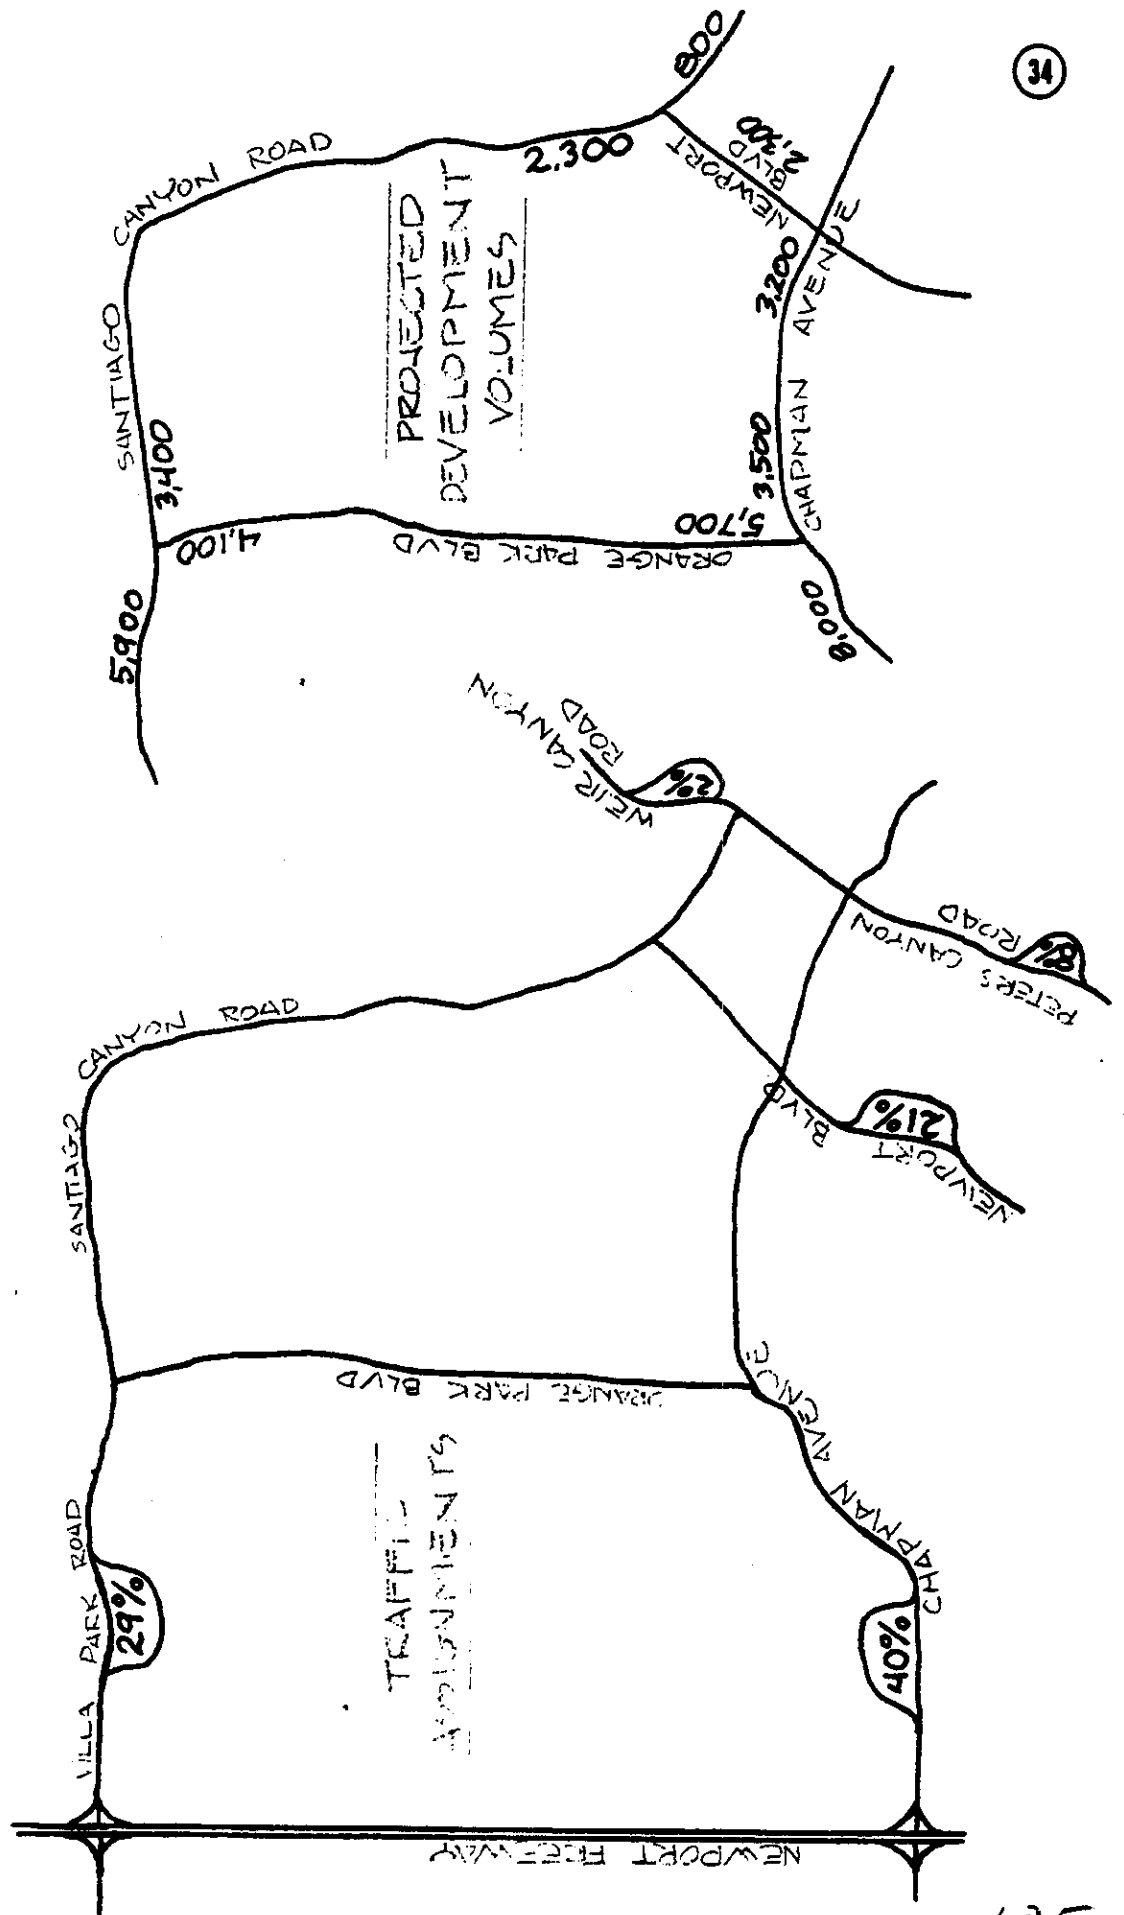 34
800
CANYON ROAD
2,300
NEWPORT
BLVD
2,300
SANTIAGO
PROJECTED
DEVELOPMENT
VOLUMES
3,200
CHAPMAN AVENUE
3,400
3,500
4,100
5,700
ORANGE PARK BLVD
5,900
8,000
WEIR CANYON
ROAD
2%
PETERS CANYON
ROAD
8%
CANYON ROAD
SANTIAGO
NEWPORT BLVD
21%
ORANGE PARK BLVD
CHAPMAN AVENUE
VILLA PARK ROAD
29%
TRAFFIC
40%
NEWPORT FREEWAY